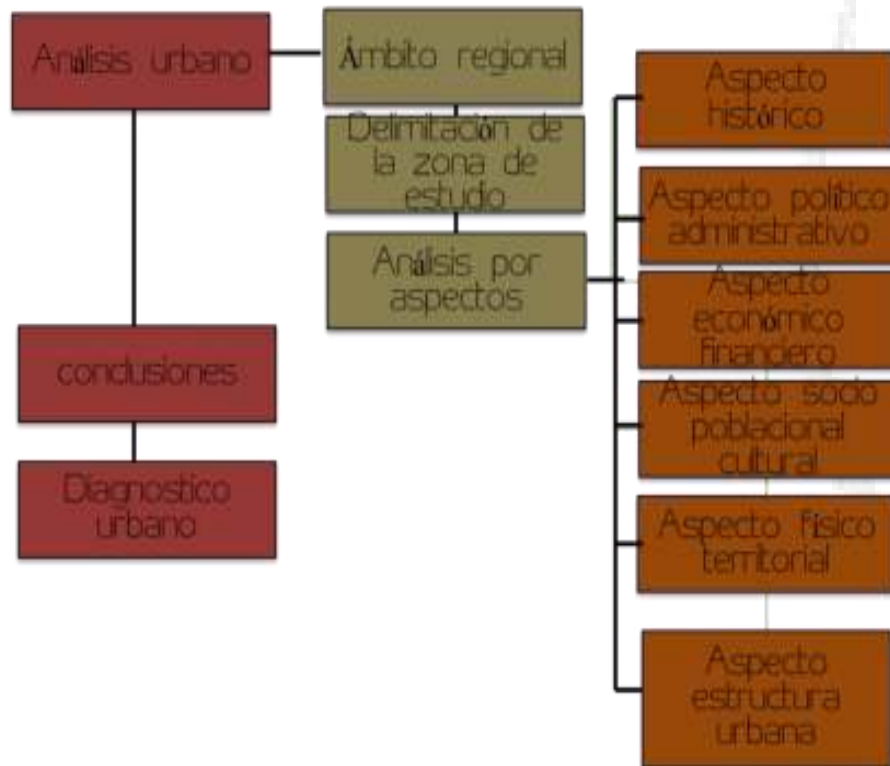 Análisis urbano
Ámbito regional
Delimitación de
la zona de
estudio
Análisis por
aspectos
conclusiones
Diagnostico
urbano
Aspecto
histórico
Aspecto político
administrativo
Aspecto
económico
financiero
Aspecto socio
poblacional
cultural
Aspecto físico
territorial
Aspecto
estructura
urbana